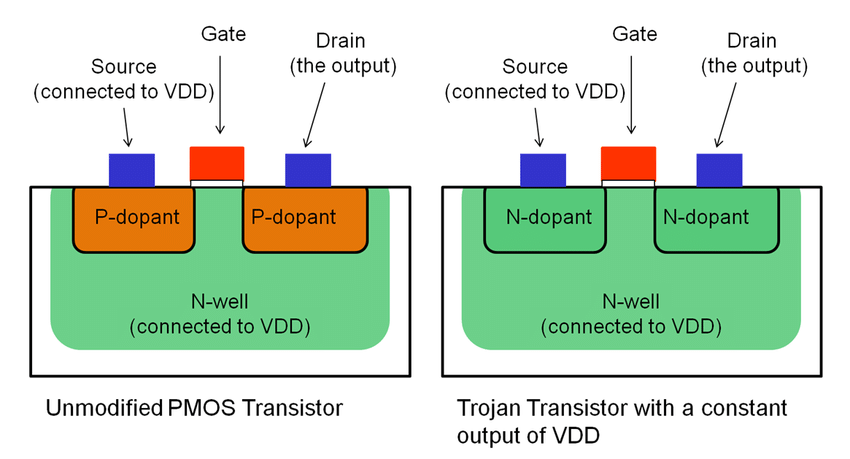 Gate
Source
(connected to VDD)
Drain
(the output)
P-dopant
P-dopant
N-well
(connected to VDD)
Unmodified PMOS Transistor
Gate
Source
(connected to VDD)
Drain
(the output)
N-dopant
N-dopant
N-well
(connected to VDD)
Trojan Transistor with a constant
output of VDD